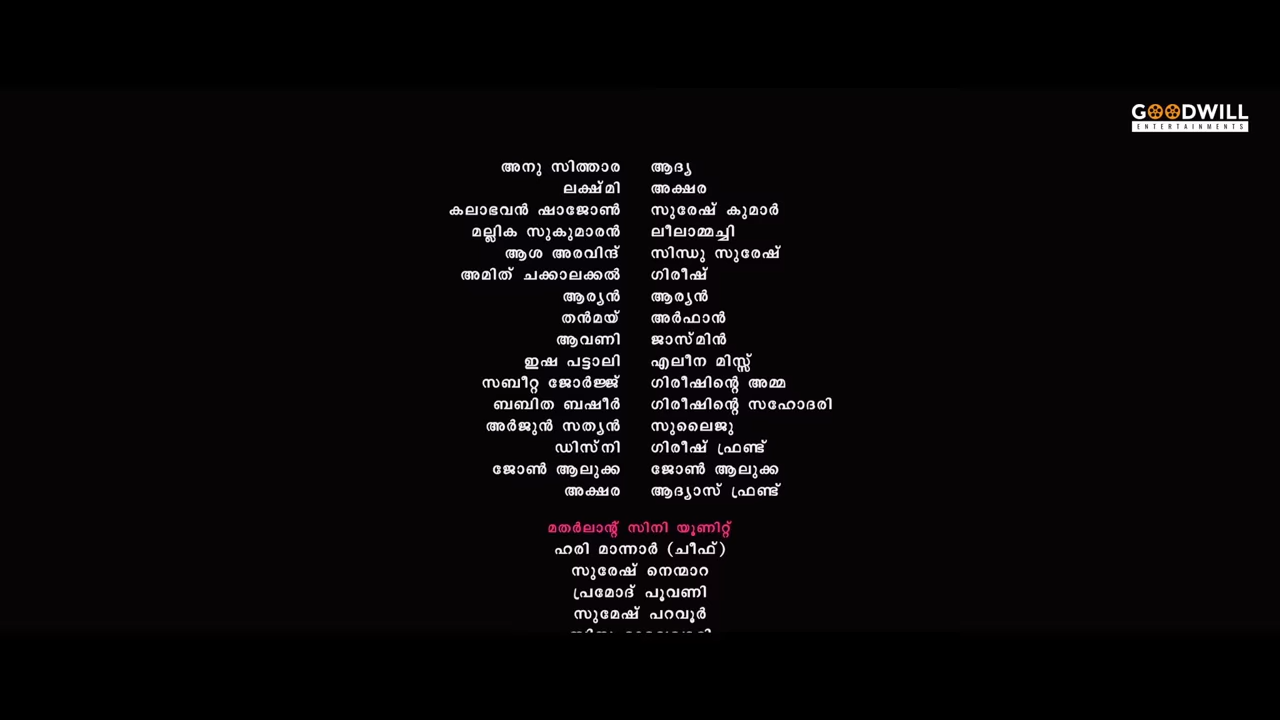 GOODWILL
ENTERTAINMENTS
അനു സിത്താര ആദ്യ
ലക്ഷ്മി അക്ഷര
കലാഭവൻ ഷാജോൺ സുരേഷ് കുമാർ
മല്ലിക സുകുമാരൻ ലീലാമ്മച്ചി
ആശ അരവിന്ദ് സിന്ധു സുരേഷ്
അമിത് ചക്കാലക്കൽ ഗിരീഷ്
ആര്യൻ ആര്യൻ
തൻമയ് അർഫാൻ
ആവണി ജാസ്മിൻ
ഇഷ പട്ടാലി എലീന മിസ്സ്
സബീറ്റ ജോർജ്ജ് ഗിരീഷിന്റെ അമ്മ
ബബിത ബഷീർ ഗിരീഷിന്റെ സഹോദരി
അർജുൻ സത്യൻ സുലൈജു
ഡിസ്നി ഗിരീഷ് ഫ്രണ്ട്
ജോൺ ആലുക്ക ജോൺ ആലുക്ക
അക്ഷര ആദ്യാസ് ഫ്രണ്ട്
മതർലാന്റ് സിനി യൂണിറ്റ്
ഹരി മാന്നാർ (ചീഫ്)
സുരേഷ് നെന്മാറ
പ്രമോദ് പൂവണി
സുമേഷ് പറവൂർ